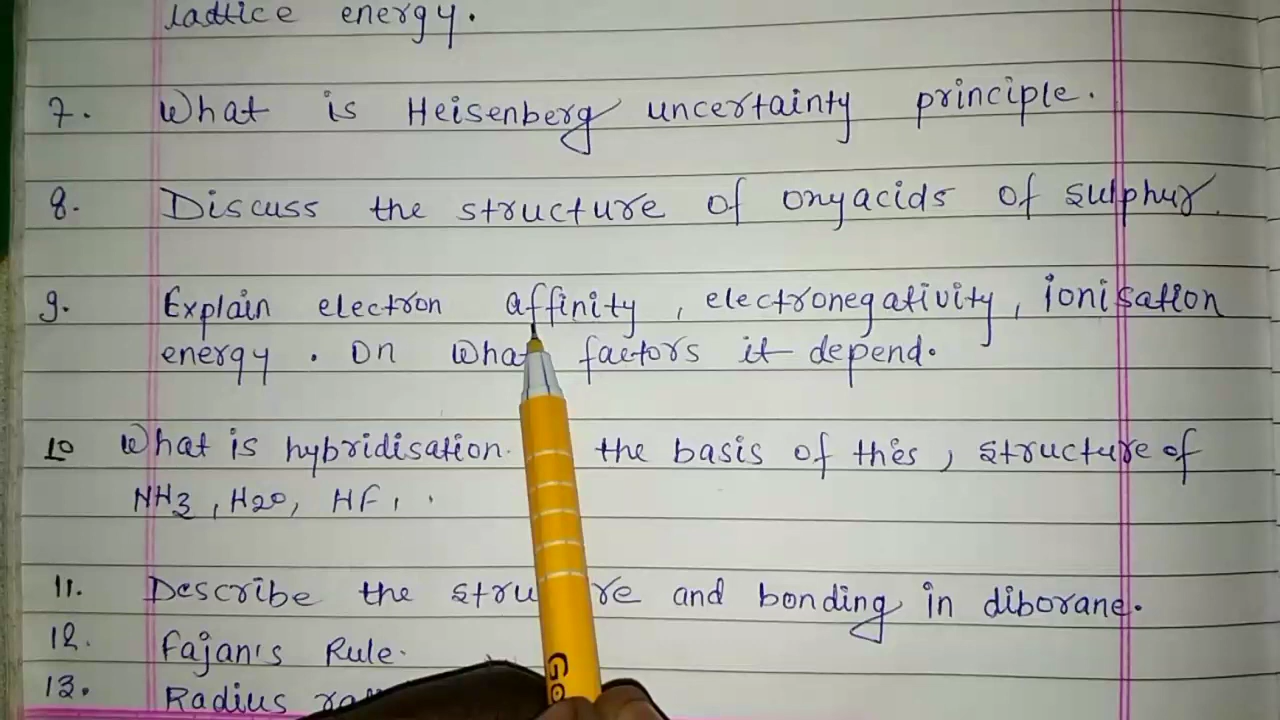 lattice energy.
7. What is Heisenberg uncertainty principle.
8. Discuss the structure of oxyacids of sulphur.
9. Explain electron affinity, electronegativity, ionisation
energy. On what factors it depend.
10 What is hybridisation. the basis of this, structure of
NH3, H2O, HF,.
11. Describe the structure and bonding in diborane.
12. Fajan's Rule.
13. Radius
Go